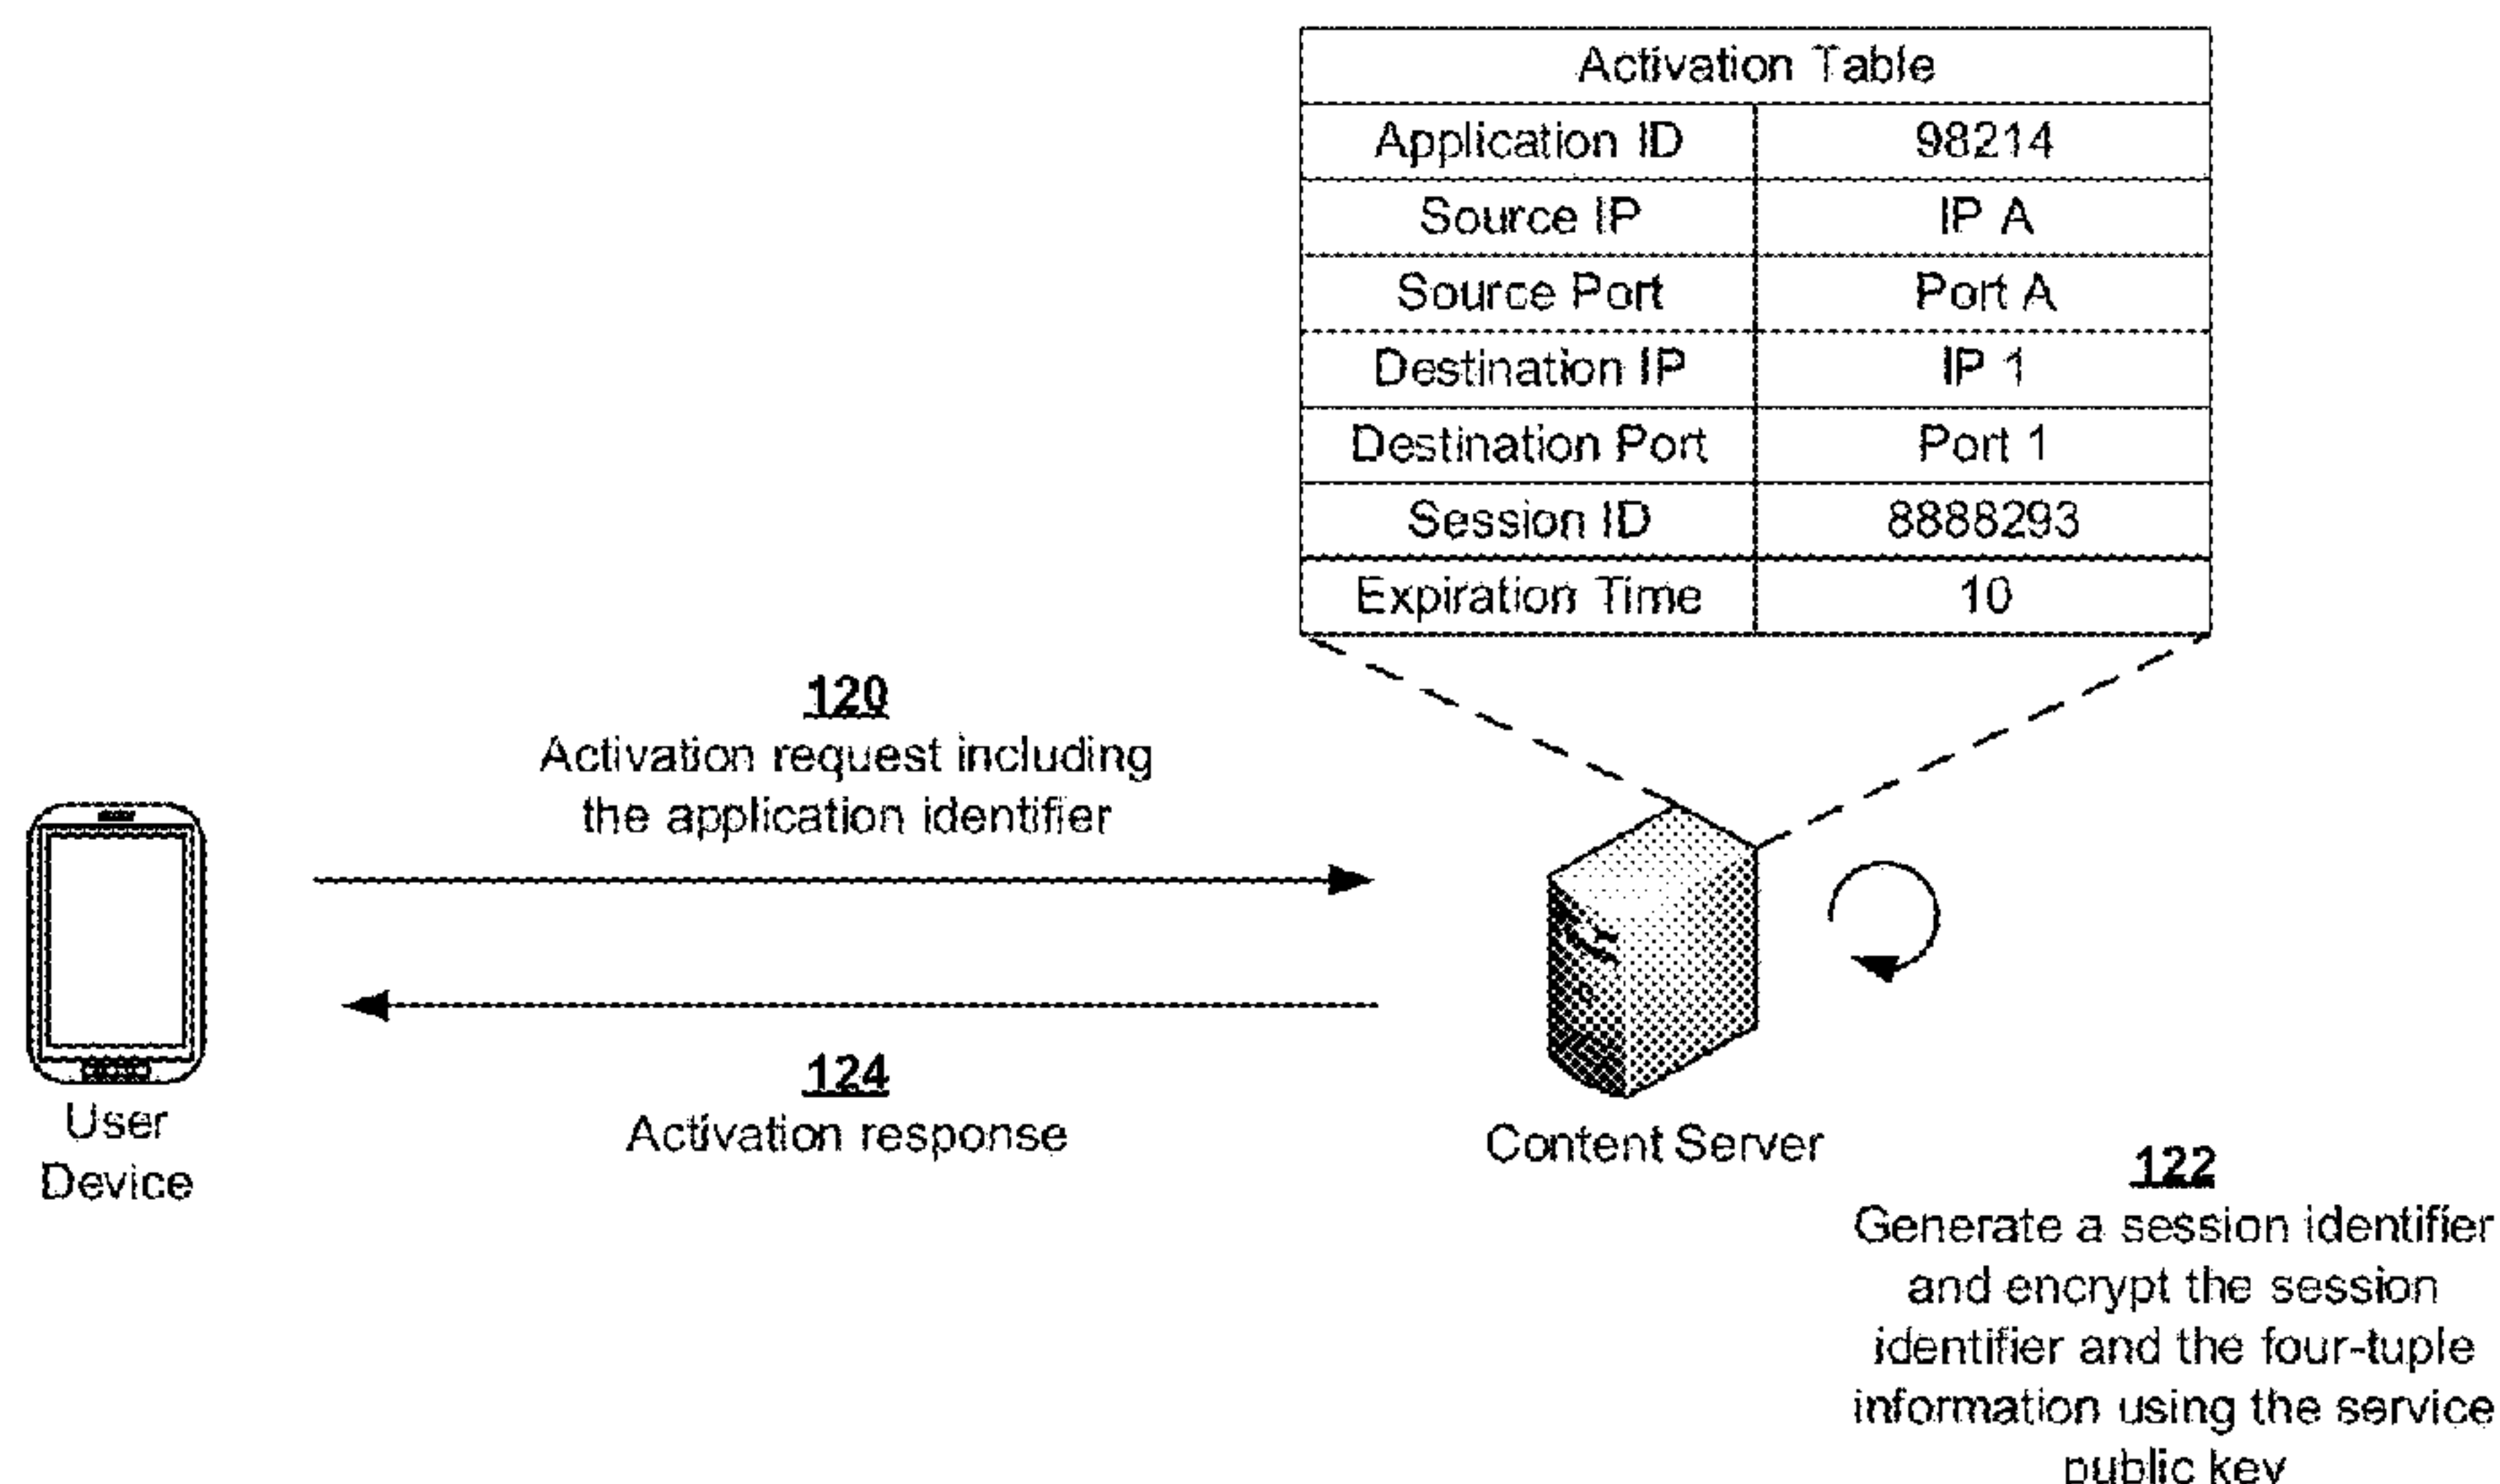 Activation Table
Application ID 98214
Source IP IP A
Source Port Port A
Destination IP IP 1
Destination Port Port 1
Session ID 8888293
Expiration Time 10
120
Activation request including
the application identifier
124
Activation response
User
Device
Content Server
122
Generate a session identifier
and encrypt the session
identifier and the four-tuple
information using the service
public key